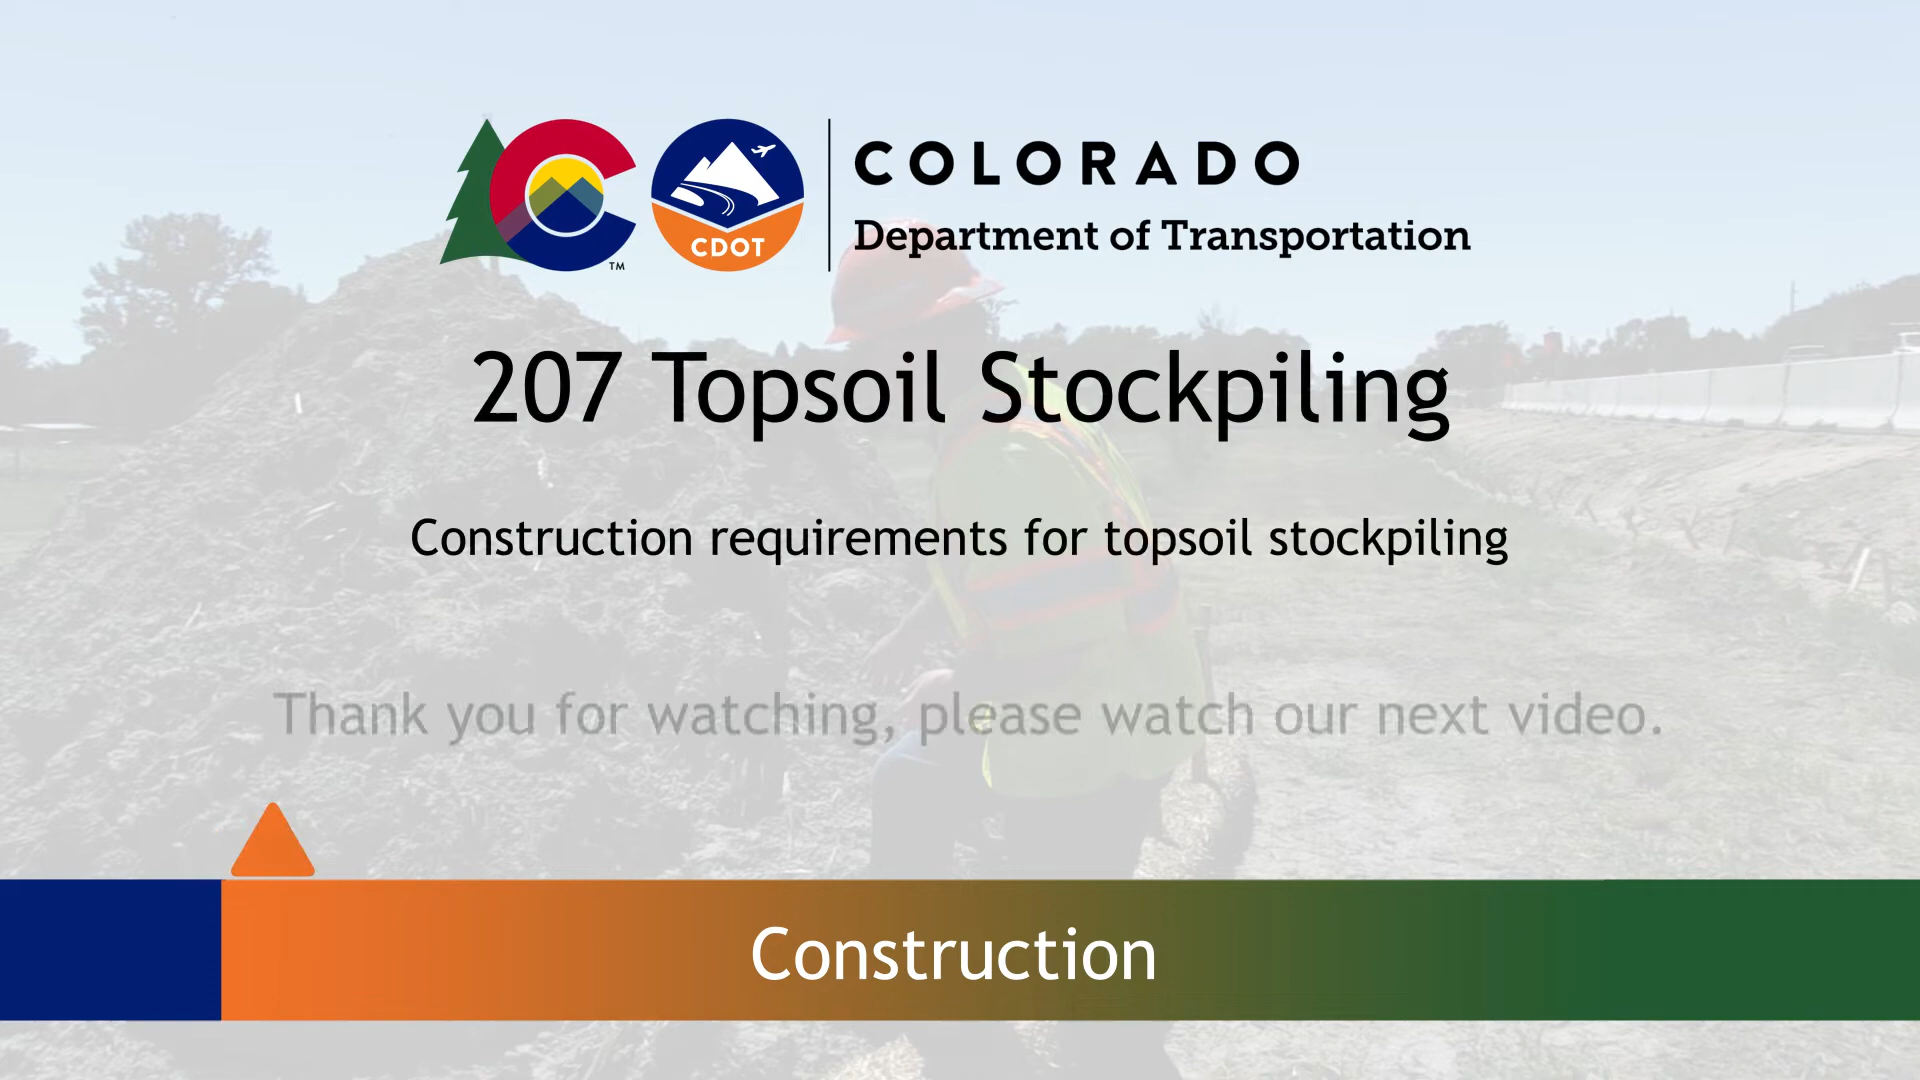 COLORADO
Department of Transportation
CDOT
TM
207 Topsoil Stockpiling
Construction requirements for topsoil stockpiling
Thank you for watching, please watch our next video.
Construction